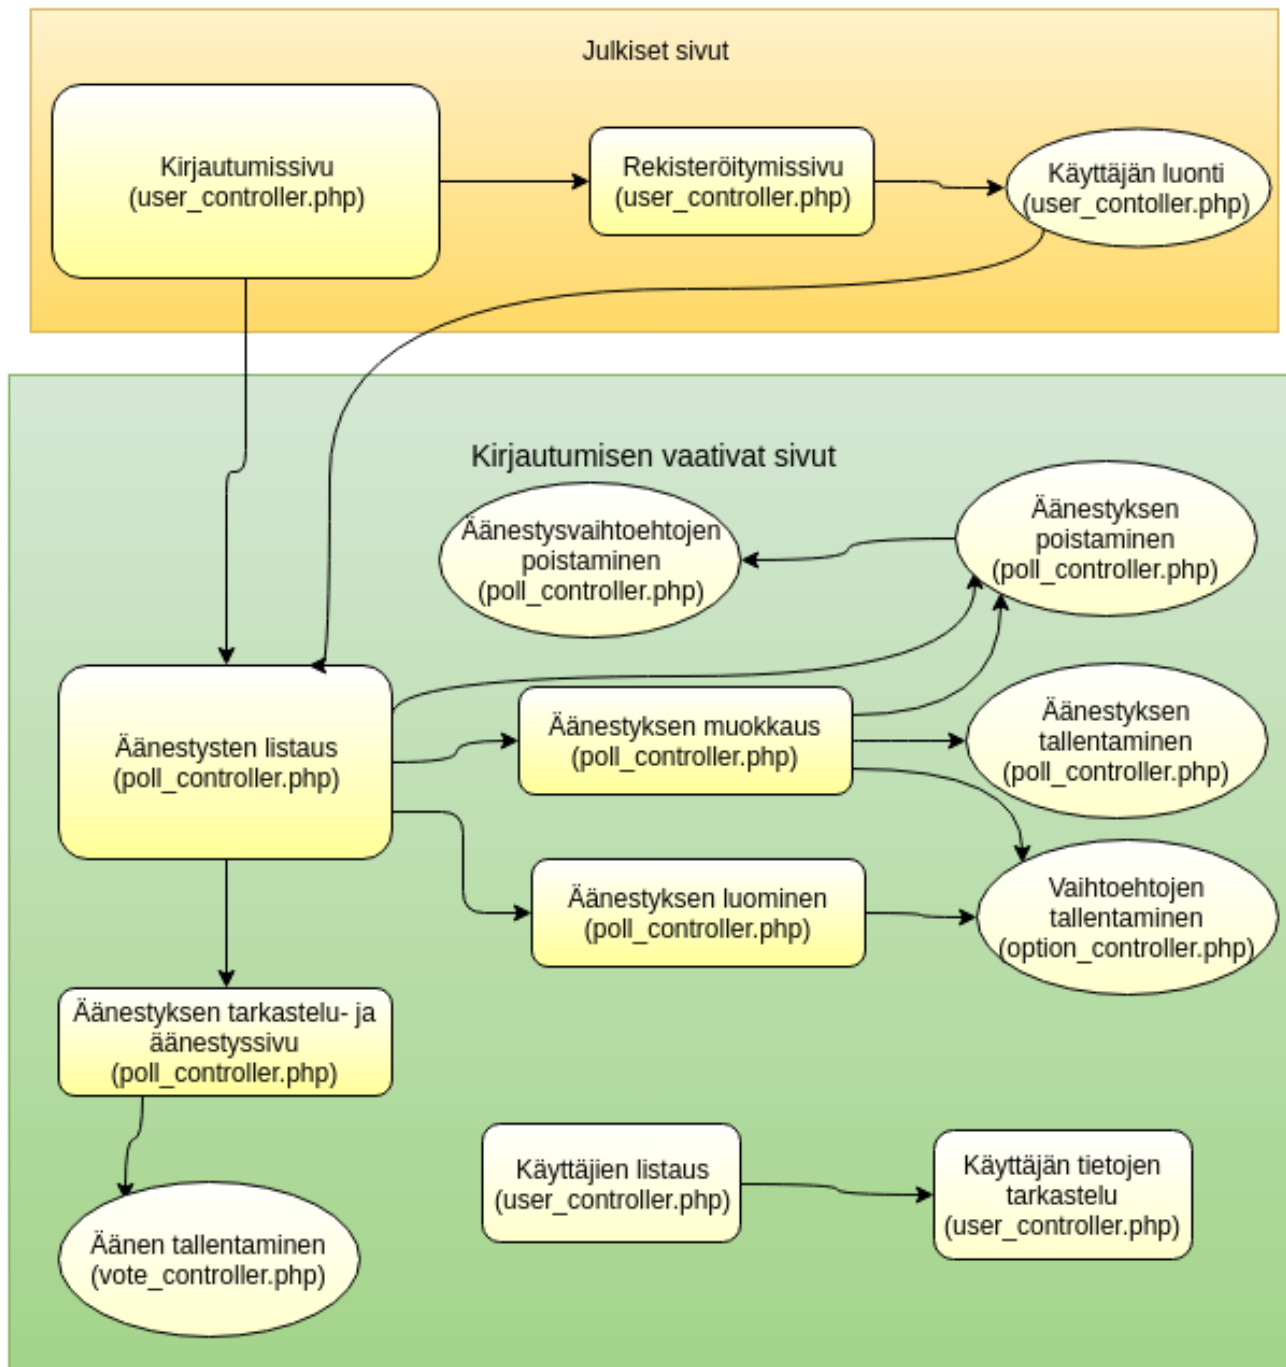 Julkiset sivut
Kirjautumissivu
(user_controller.php)
Rekisteröitymissivu
(user_controller.php)
Käyttäjän luonti
(user_contoller.php)
Kirjautumisen vaativat sivut
Äänestysvaihtoehtojen
poistaminen
(poll_controller.php)
Äänestyksen
poistaminen
(poll_controller.php)
Äänestysten listaus
(poll_controller.php)
Äänestyksen muokkaus
(poll_controller.php)
Äänestyksen
tallentaminen
(poll_controller.php)
Äänestyksen luominen
(poll_controller.php)
Vaihtoehtojen
tallentaminen
(option_controller.php)
Äänestyksen tarkastelu- ja
äänestyssivu
(poll_controller.php)
Käyttäjien listaus
(user_controller.php)
Käyttäjän tietojen
tarkastelu
(user_controller.php)
Äänen tallentaminen
(vote_controller.php)